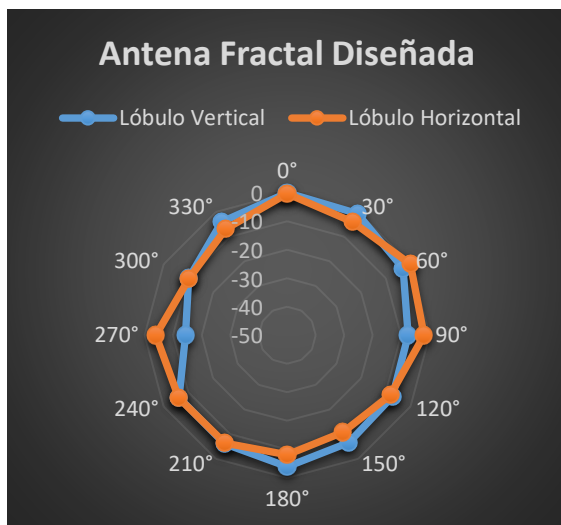 Antena Fractal Diseñada
Lóbulo Vertical Lóbulo Horizontal
0°
330° 0 30°
-10
300° -20 60°
-30
-40
270° -50 90°
240° 120°
210° 150°
180°